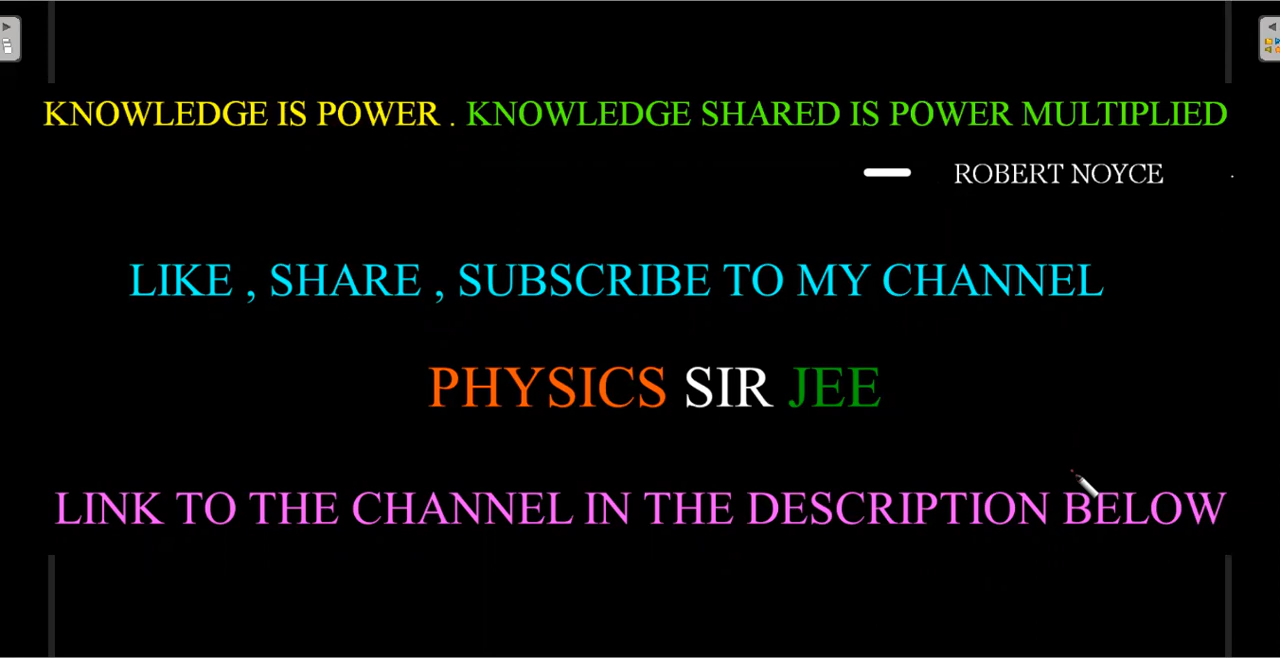 KNOWLEDGE IS POWER . KNOWLEDGE SHARED IS POWER MULTIPLIED
— ROBERT NOYCE .
LIKE , SHARE , SUBSCRIBE TO MY CHANNEL
PHYSICS SIR JEE
LINK TO THE CHANNEL IN THE DESCRIPTION BELOW